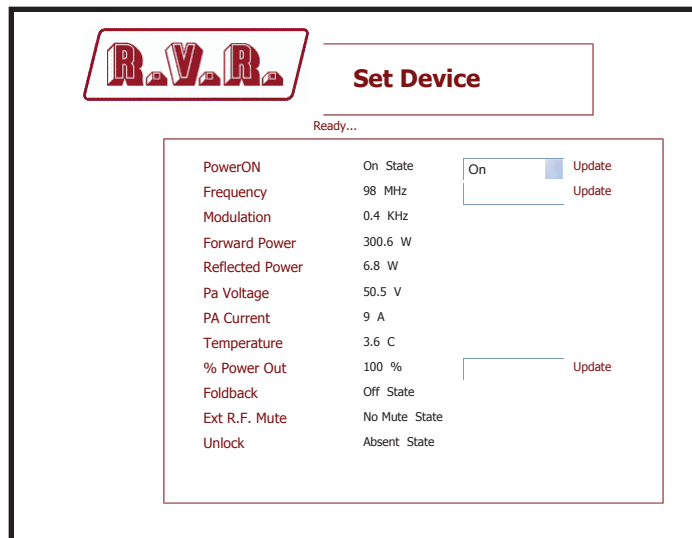 R.V.R.
Set Device
Ready...
PowerON On State On Update
Frequency 98 MHz Update
Modulation 0.4 KHz
Forward Power 300.6 W
Reflected Power 6.8 W
Pa Voltage 50.5 V
PA Current 9 A
Temperature 3.6 C
% Power Out 100 % Update
Foldback Off State
Ext R.F. Mute No Mute State
Unlock Absent State